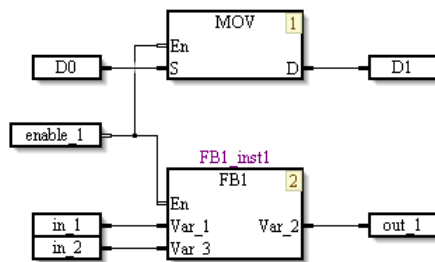 MOV 1
En
D0 S D D1
enable_1
FB1_inst1
FB1 2
En
in_1 Var_1 Var_2 out_1
in_2 Var_3